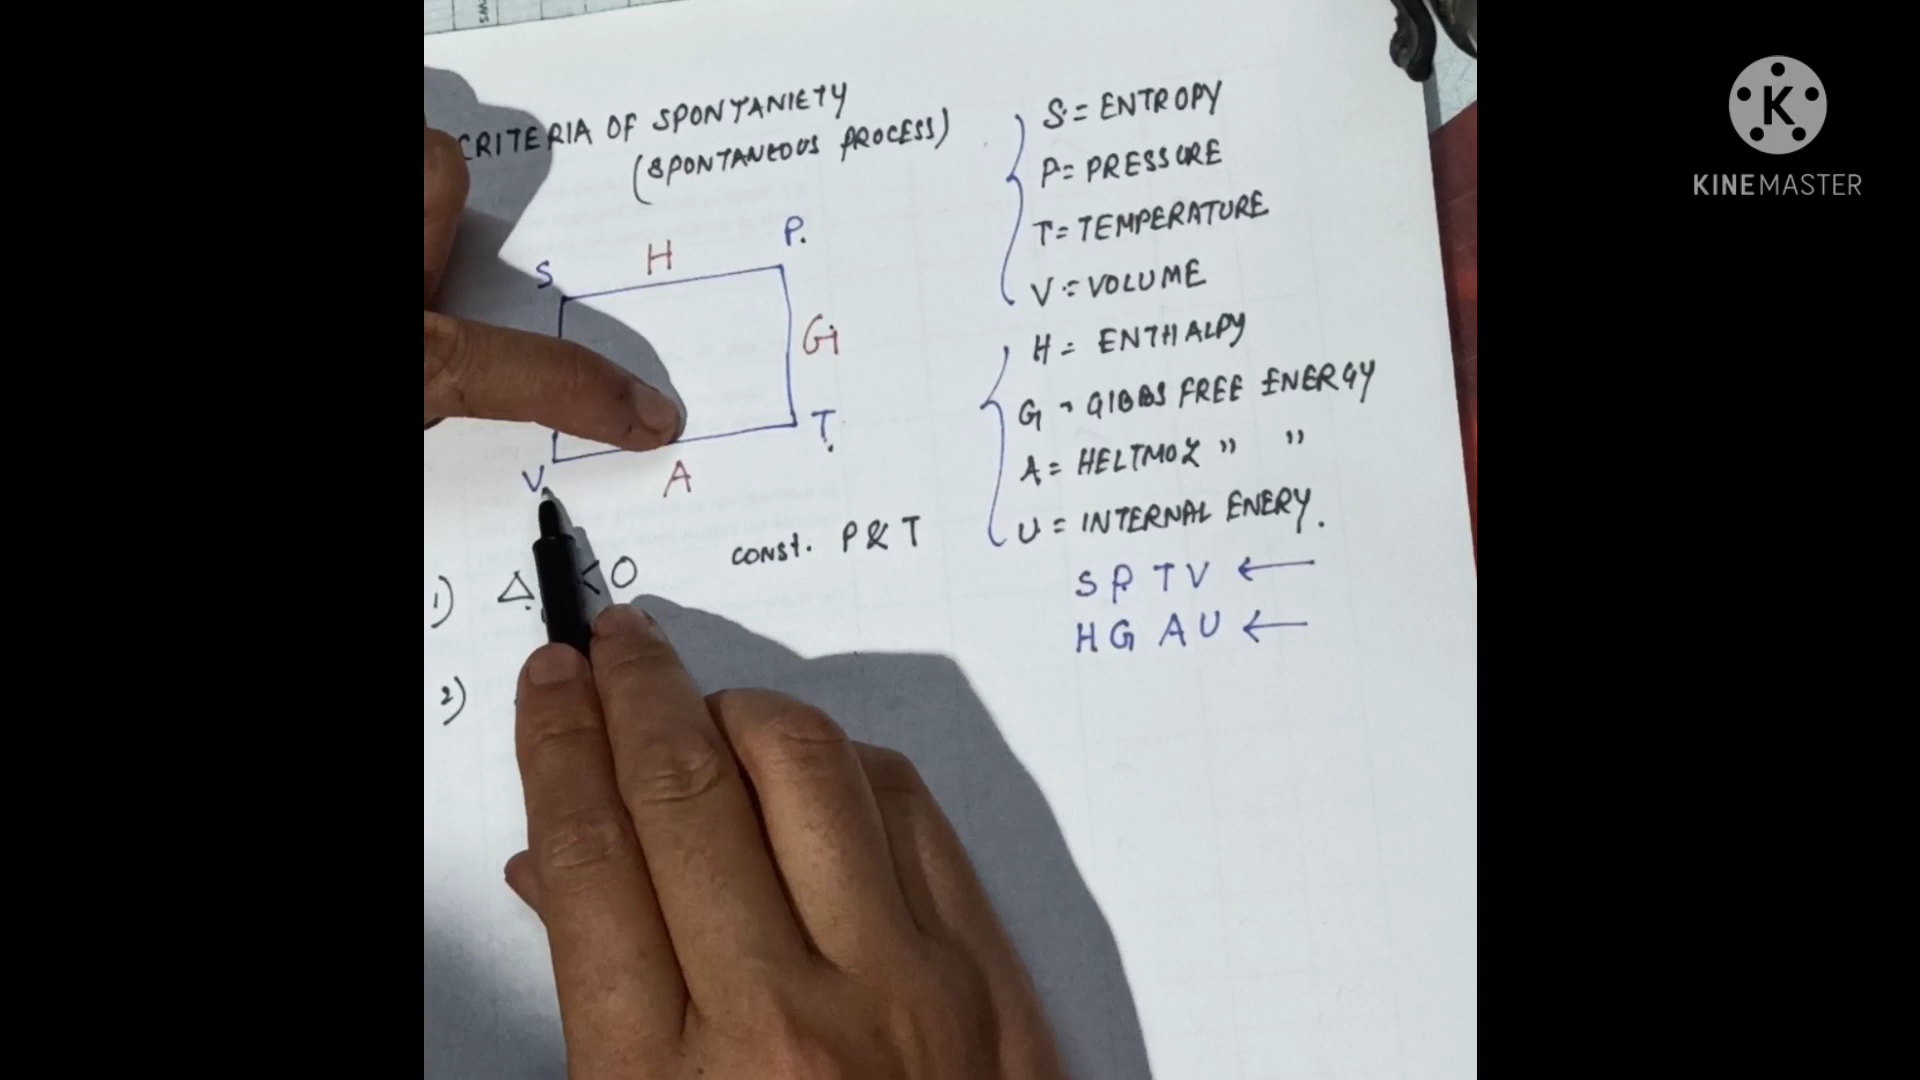 CRITERIA OF SPONTANIETY
(SPONTANEOUS PROCESS)
S H P.
G
V A T.
1) Δ < 0 const. P & T
2)
S = ENTROPY
P = PRESSURE
T = TEMPERATURE
V = VOLUME
H = ENTHALPY
G = GIBBS FREE ENERGY
A = HELTMOZ " "
U = INTERNAL ENERY.
S P T V ←
H G A U ←
KINEMASTER